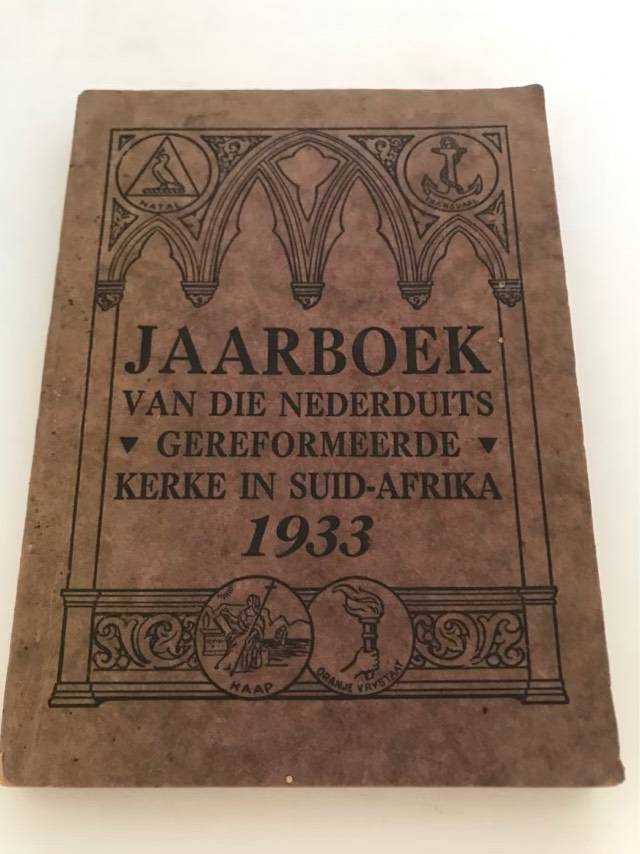 NATAL
TRANSVAAL
JAARBOEK
VAN DIE NEDERDUITS
GEREFORMEERDE
KERKE IN SUID-AFRIKA
1933
KAAP
ORANJE VRYSTAAT